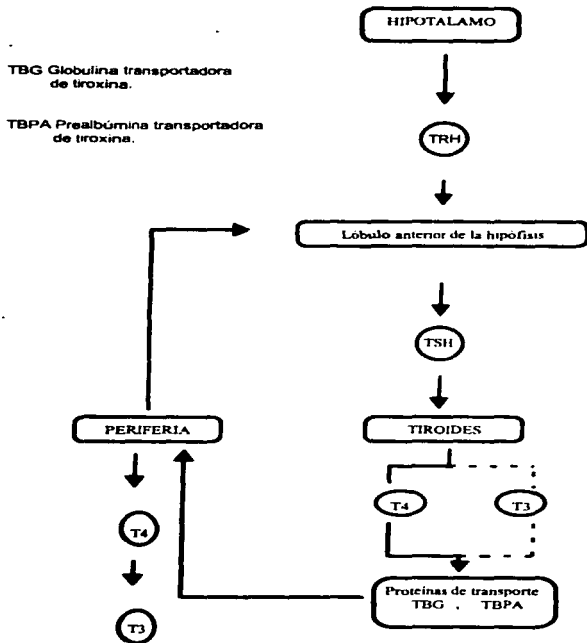 HIPOTALAMO
TBG Globulina transportadora
de tiroxina.
TBPA Prealbúmina transportadora
de tiroxina.
TRH
Lóbulo anterior de la hipófisis
TSH
PERIFERIA
TIROIDES
T4
T3
T4
Proteínas de transporte
TBG , TBPA
T3